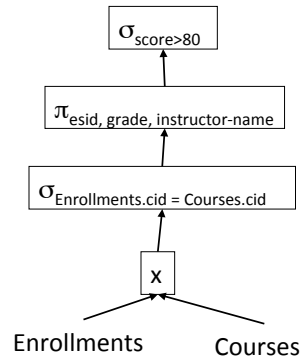 σscore>80
πesid, grade, instructor-name
σEnrollments.cid = Courses.cid
x
Enrollments
Courses